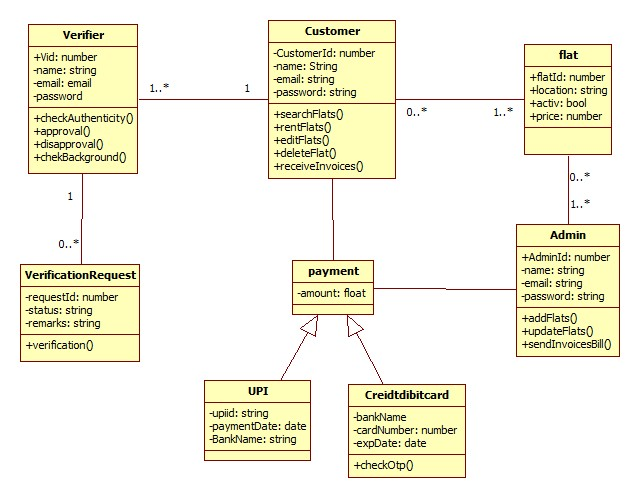 Verifier
+Vid: number
-name: string
-email: email
-password
+checkAuthenticity()
+approval()
+disapproval()
+chekBackground()
1..*
1
Customer
-CustomerId: number
-name: String
-email: string
-password: string
+searchFlats()
+rentFlats()
+editFlats()
+deleteFlat()
+receiveInvoices()
0..*
1..*
flat
+flatId: number
+location: string
+activ: bool
+price: number
0..*
1..*
1
0..*
VerificationRequest
-requestId: number
-status: string
-remarks: string
+verification()
payment
-amount: float
Admin
+AdminId: number
-name: string
-email: string
-password: string
+addFlats()
+updateFlats()
+sendInvoicesBill()
UPI
-upiid: string
-paymentDate: date
-BankName: string
Creidtdibitcard
-bankName
-cardNumber: number
-expDate: date
+checkOtp()